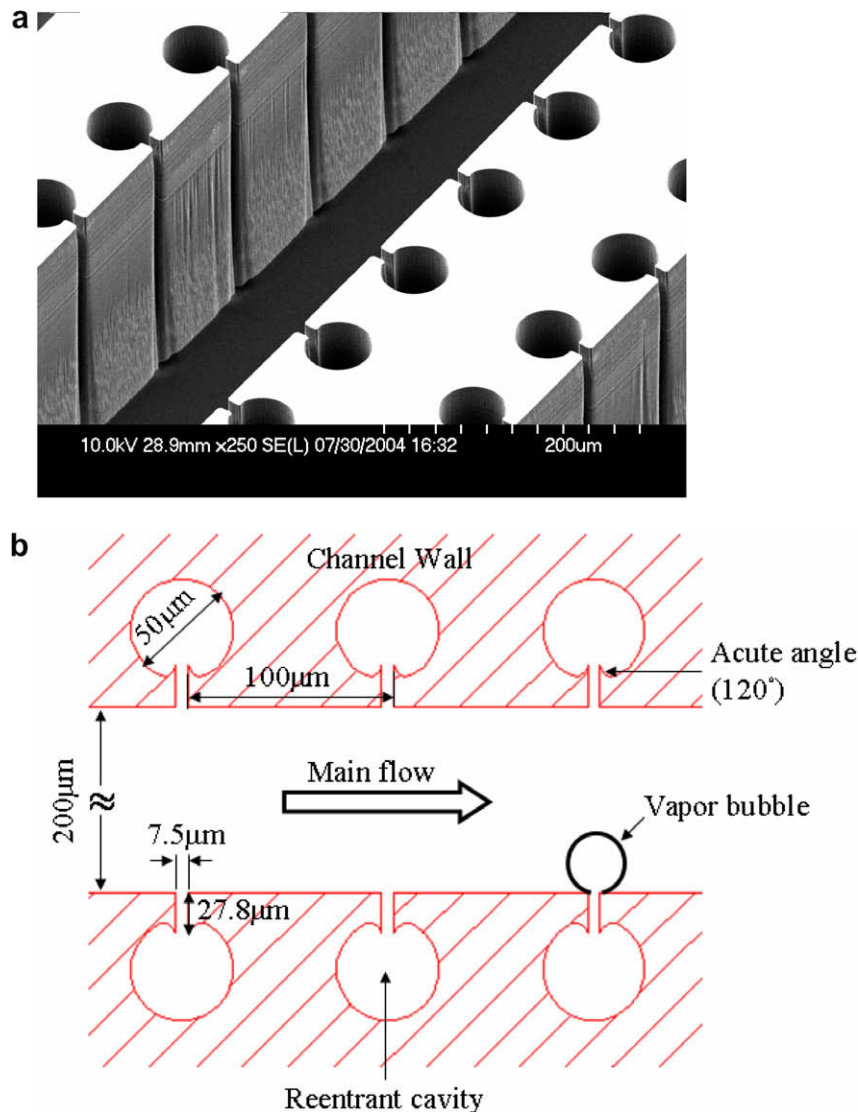 a
10.0kV 28.9mm x250 SE(L) 07/30/2004 16:32
200um
b
Channel Wall
50µm
100µm
Acute angle
(120°)
200µm
Main flow
7.5µm
Vapor bubble
27.8µm
Reentrant cavity